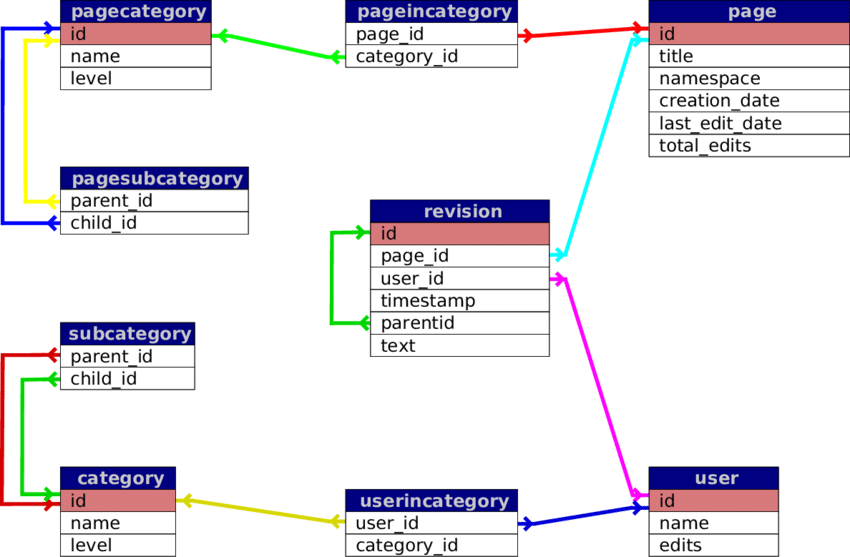 pagecategory
id
name
level
pageincategory
page_id
category_id
page
id
title
namespace
creation_date
last_edit_date
total_edits
pagesubcategory
parent_id
child_id
revision
id
page_id
user_id
timestamp
parentid
text
subcategory
parent_id
child_id
category
id
name
level
userincategory
user_id
category_id
user
id
name
edits